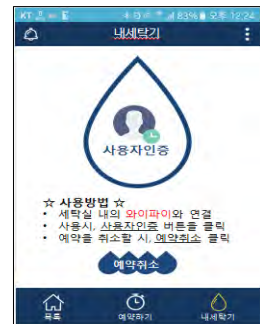 KT
83% 오후 12:24
내세탁기
사용자인증
☆ 사용방법 ☆
• 세탁실 내의 와이파이와 연결
• 사용시, 사용자인증 버튼을 클릭
• 예약을 취소할 시, 예약취소 클릭
예약취소
목록 예약하기 내세탁기